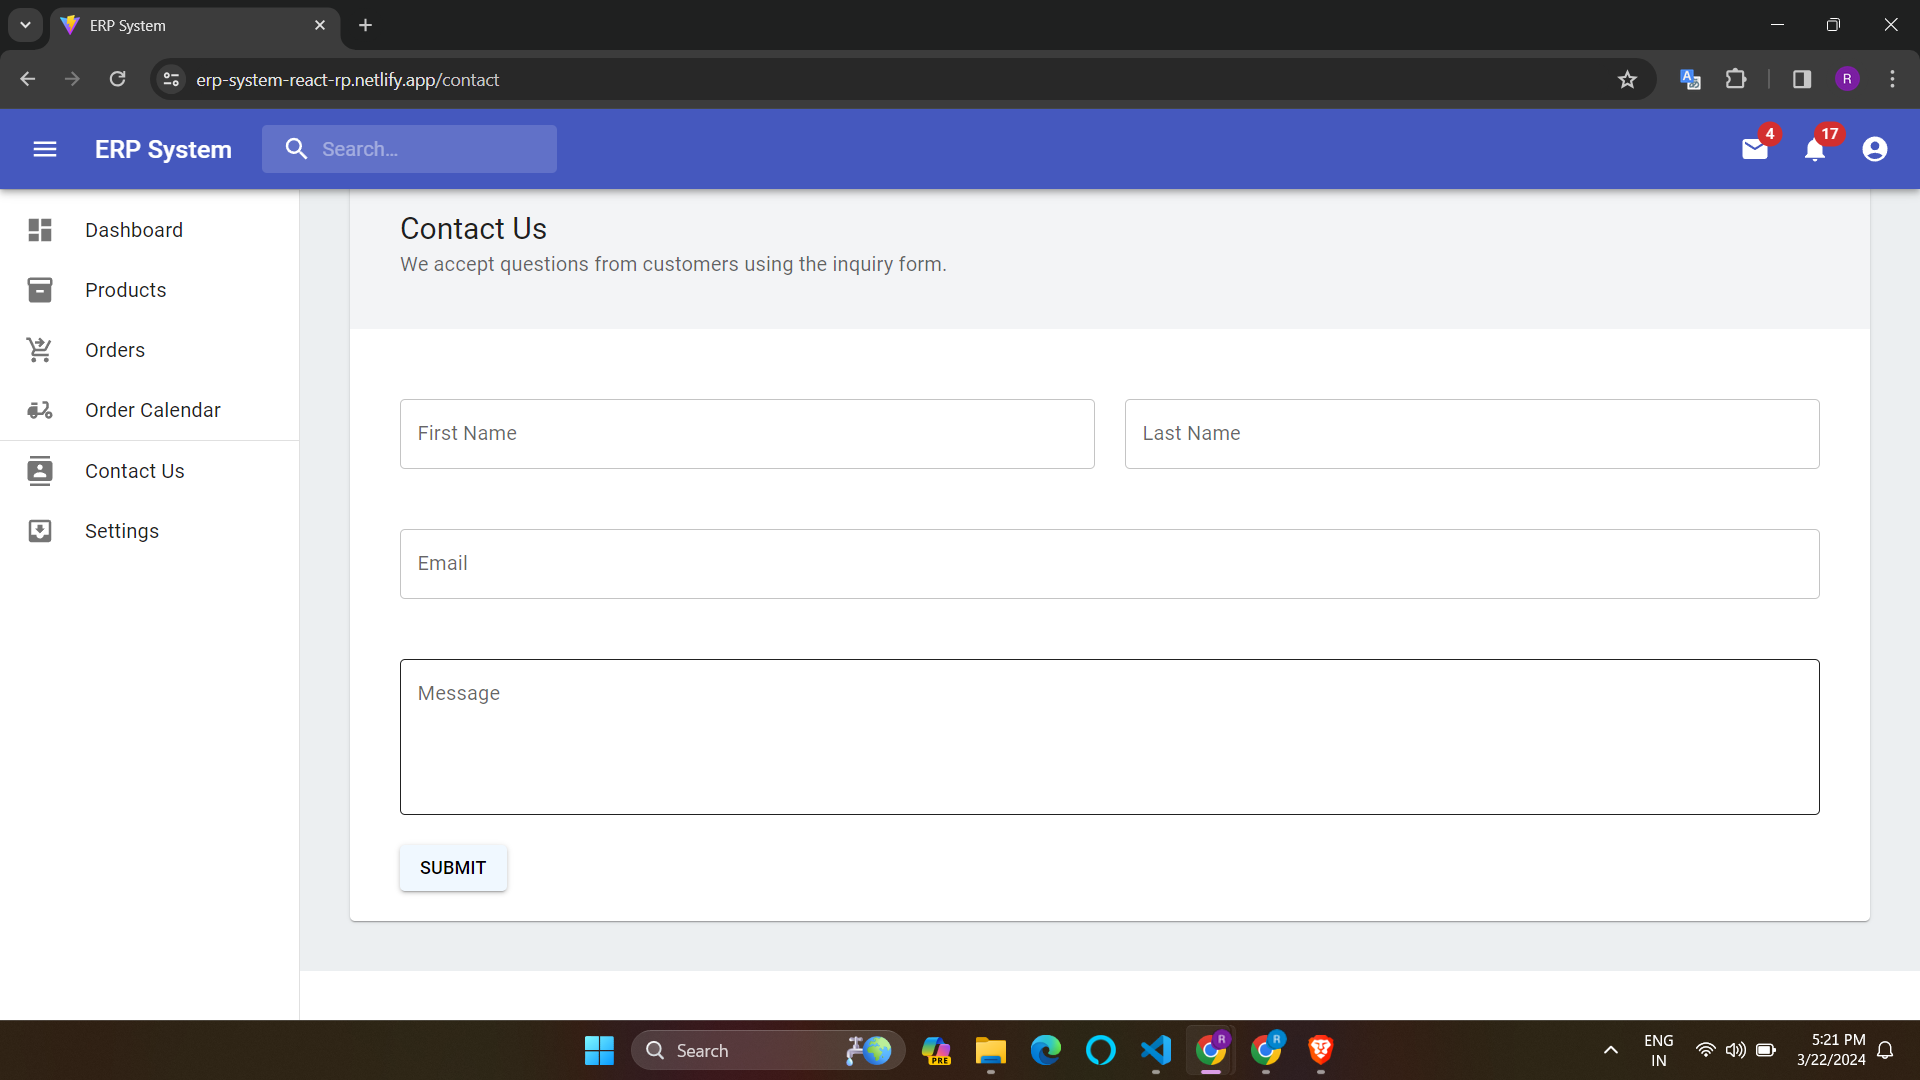 ERP System
erp-system-react-rp.netlify.app/contact
R
ERP System
Search...
4
17
Dashboard
Products
Orders
Order Calendar
Contact Us
Settings
Contact Us
We accept questions from customers using the inquiry form.
First Name
Last Name
Email
Message
SUBMIT
Search
PRE
R
R
ENG
IN
5:21 PM
3/22/2024